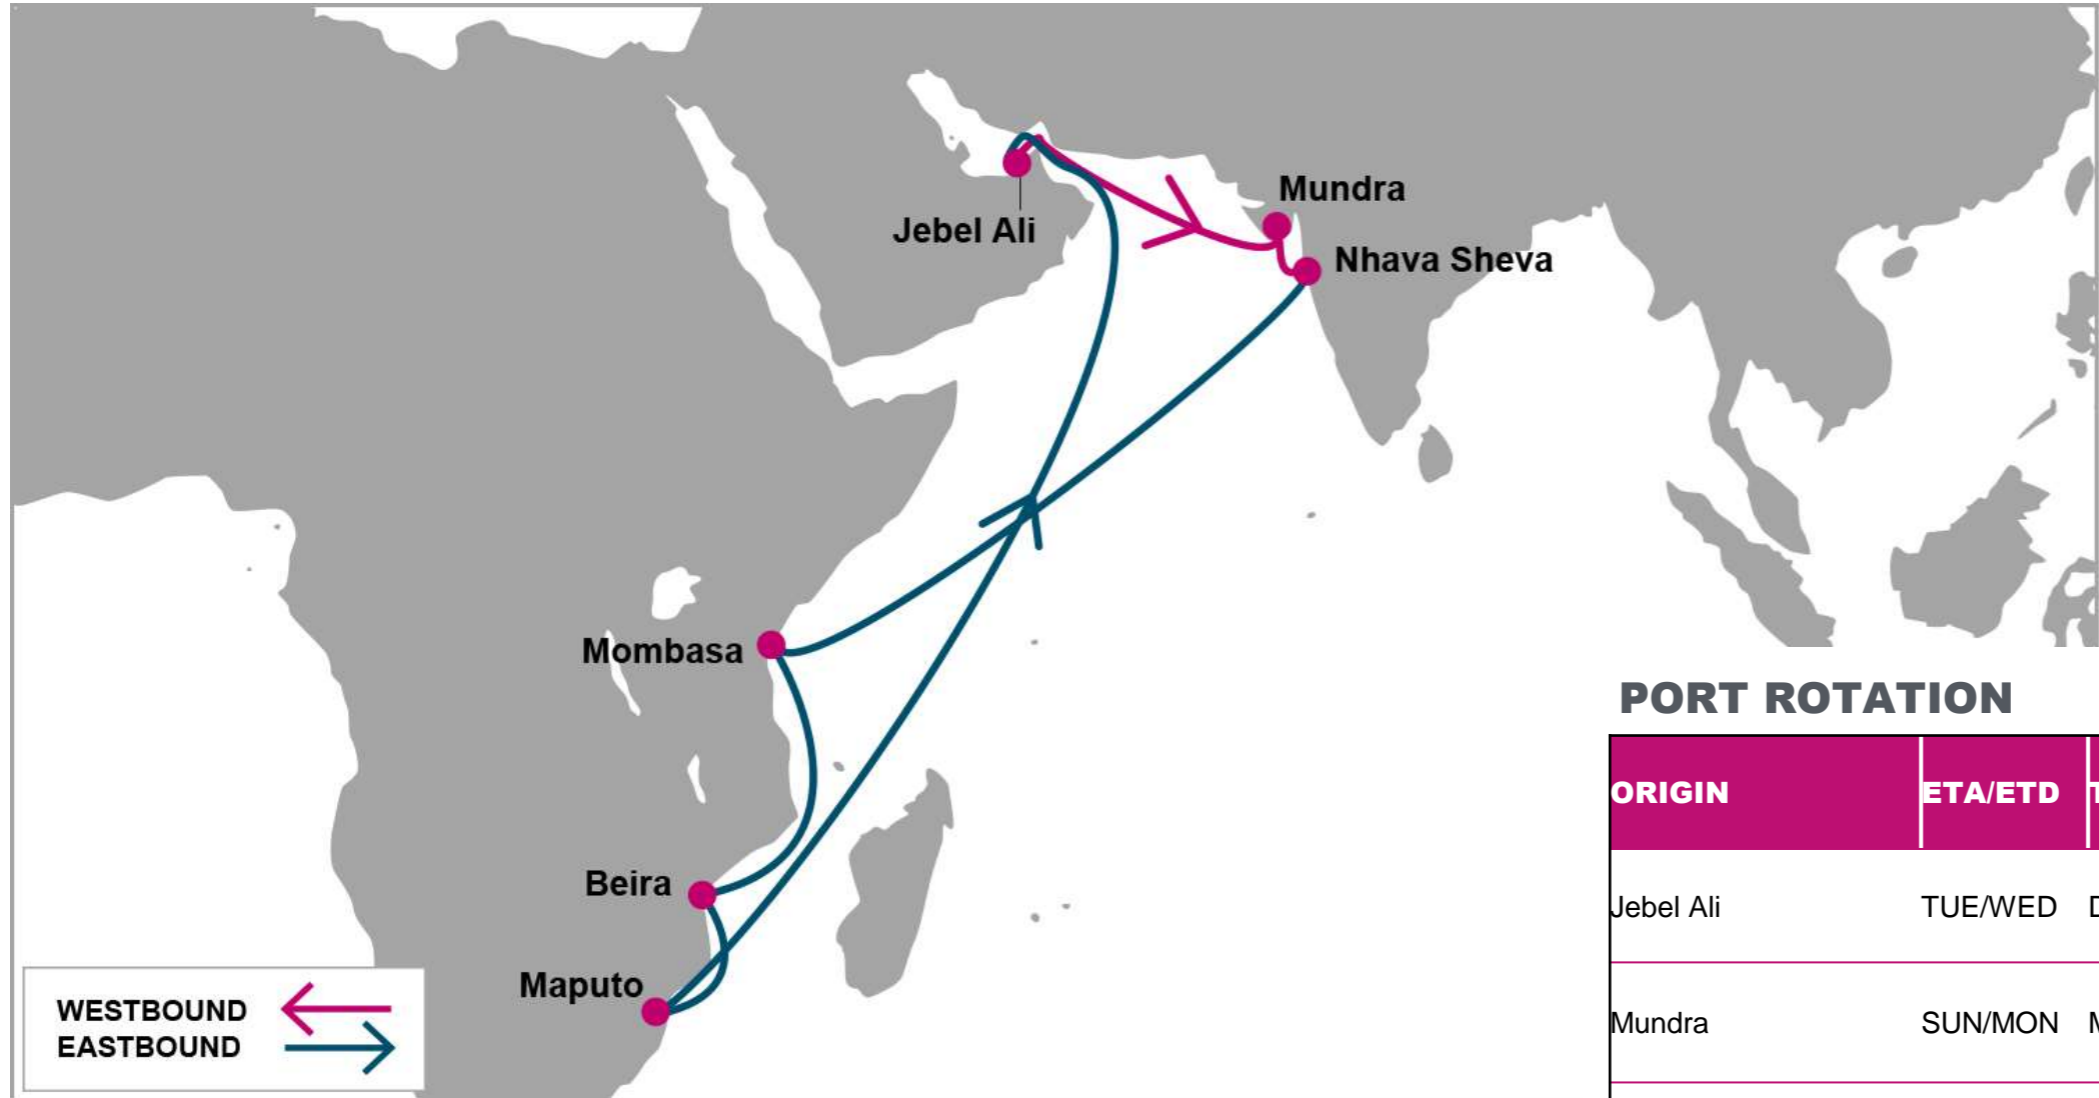 Mundra
Jebel Ali
Nhava Sheva
Mombasa
Beira
Maputo
WESTBOUND
EASTBOUND
PORT ROTATION
ORIGIN ETA/ETD
Jebel Ali TUE/WED
Mundra SUN/MON